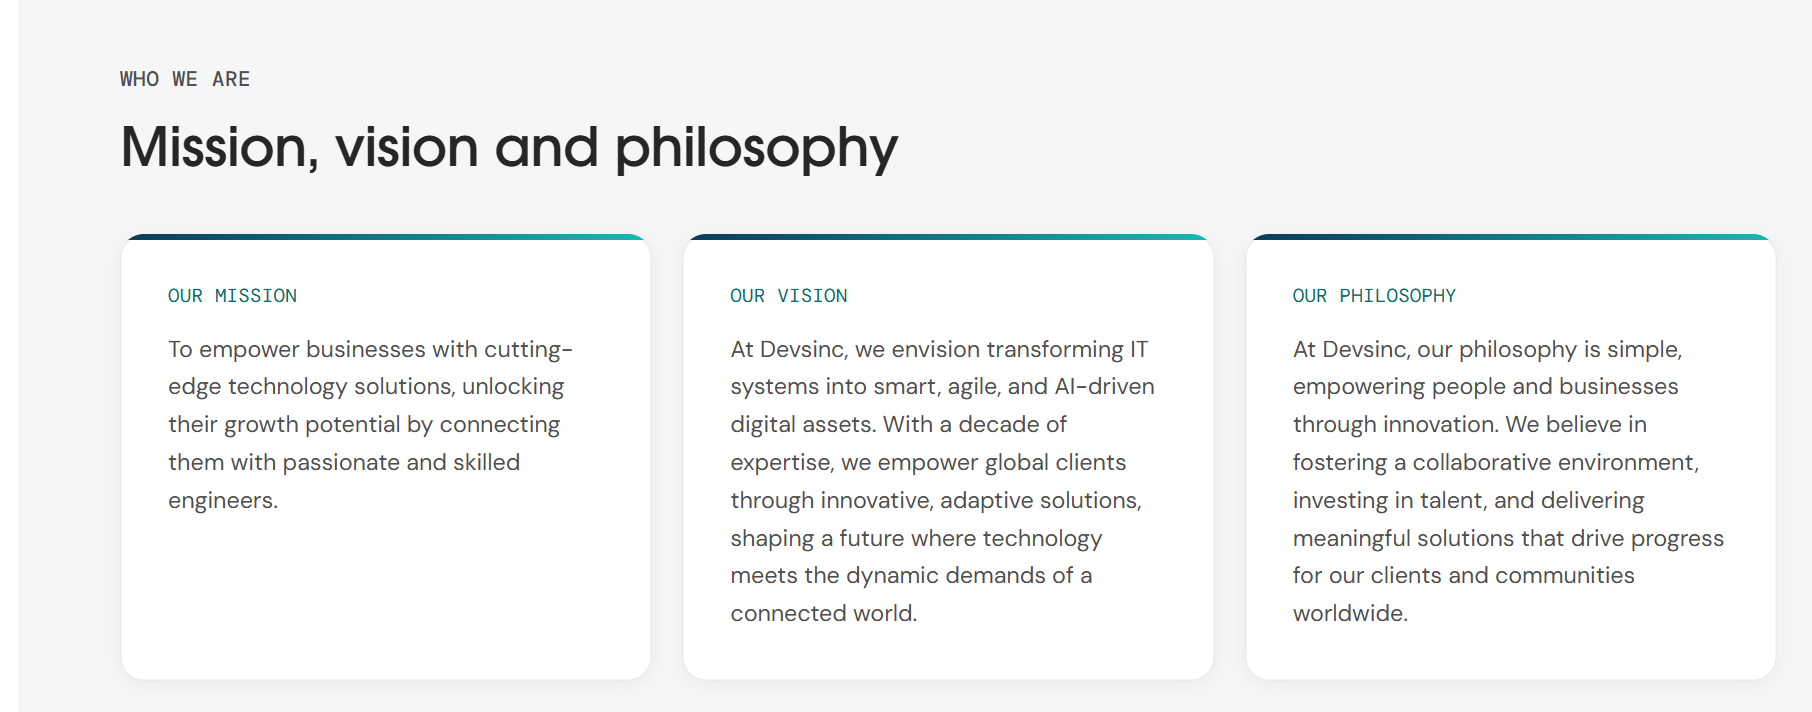 WHO WE ARE
Mission, vision and philosophy
OUR MISSION
To empower businesses with cutting-
edge technology solutions, unlocking
their growth potential by connecting
them with passionate and skilled
engineers.
OUR VISION
At Devsinc, we envision transforming IT
systems into smart, agile, and AI-driven
digital assets. With a decade of
expertise, we empower global clients
through innovative, adaptive solutions,
shaping a future where technology
meets the dynamic demands of a
connected world.
OUR PHILOSOPHY
At Devsinc, our philosophy is simple,
empowering people and businesses
through innovation. We believe in
fostering a collaborative environment,
investing in talent, and delivering
meaningful solutions that drive progress
for our clients and communities
worldwide.